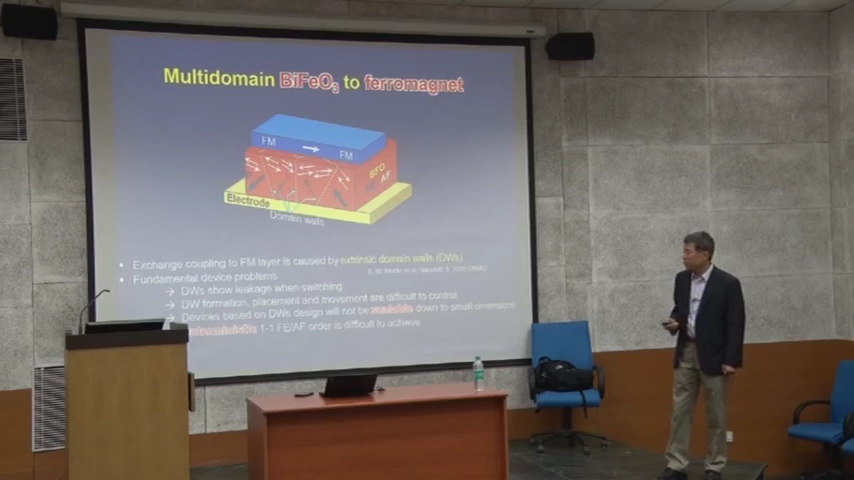 Multidomain BiFeO3 to ferromagnet
FM
FM
BFO
AF
Electrode
Domain walls
• Exchange coupling to FM layer is caused by extrinsic domain walls (DWs)
• Fundamental device problems
→ DWs show leakage when switching
→ DW formation, placement and movement are difficult to control
→ Devices based on DWs design will not be scalable down to small dimensions
1-1 FE/AF order is difficult to achieve